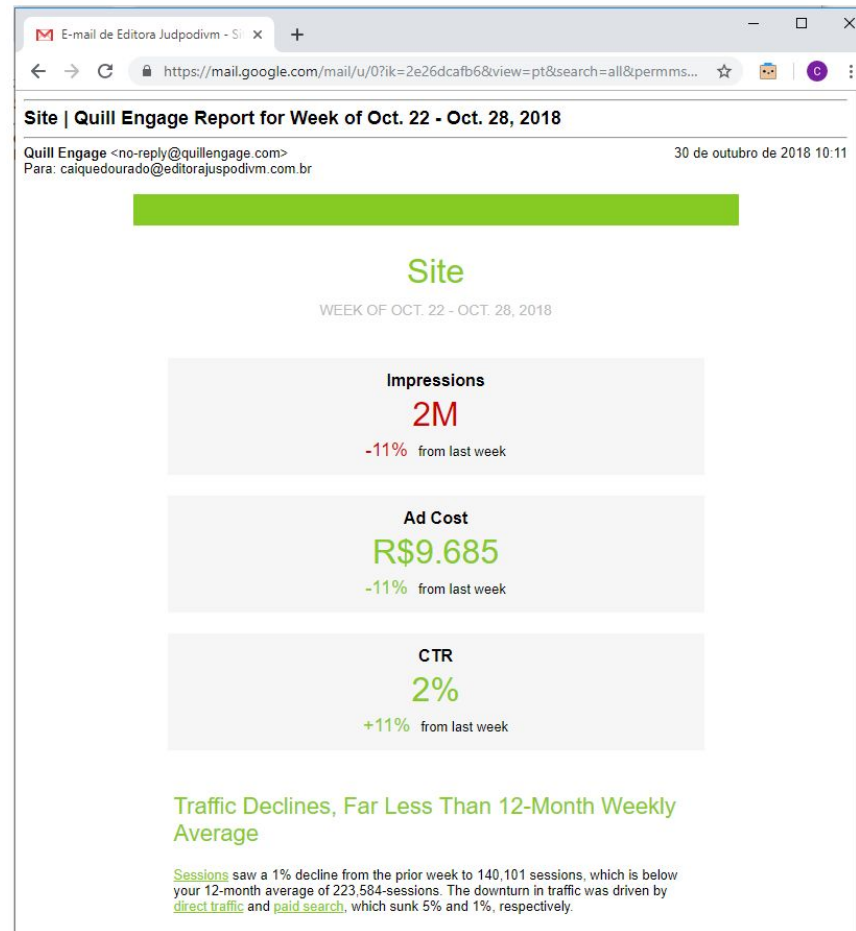 E-mail de Editora Judpodivm - Si
https://mail.google.com/mail/u/0?ik=2e26dcafb6&view=pt&search=all&permms...
C
Site | Quill Engage Report for Week of Oct. 22 - Oct. 28, 2018
Quill Engage <no-reply@quillengage.com> 30 de outubro de 2018 10:11
Para: caiquedourado@editorajuspodivm.com.br
Site
WEEK OF OCT. 22 - OCT. 28, 2018
Impressions
2M
-11% from last week
Ad Cost
R$9.685
-11% from last week
CTR
2%
+11% from last week
Traffic Declines, Far Less Than 12-Month Weekly
Average
Sessions saw a 1% decline from the prior week to 140,101 sessions, which is below
your 12-month average of 223,584-sessions. The downturn in traffic was driven by
direct traffic and paid search, which sunk 5% and 1%, respectively.